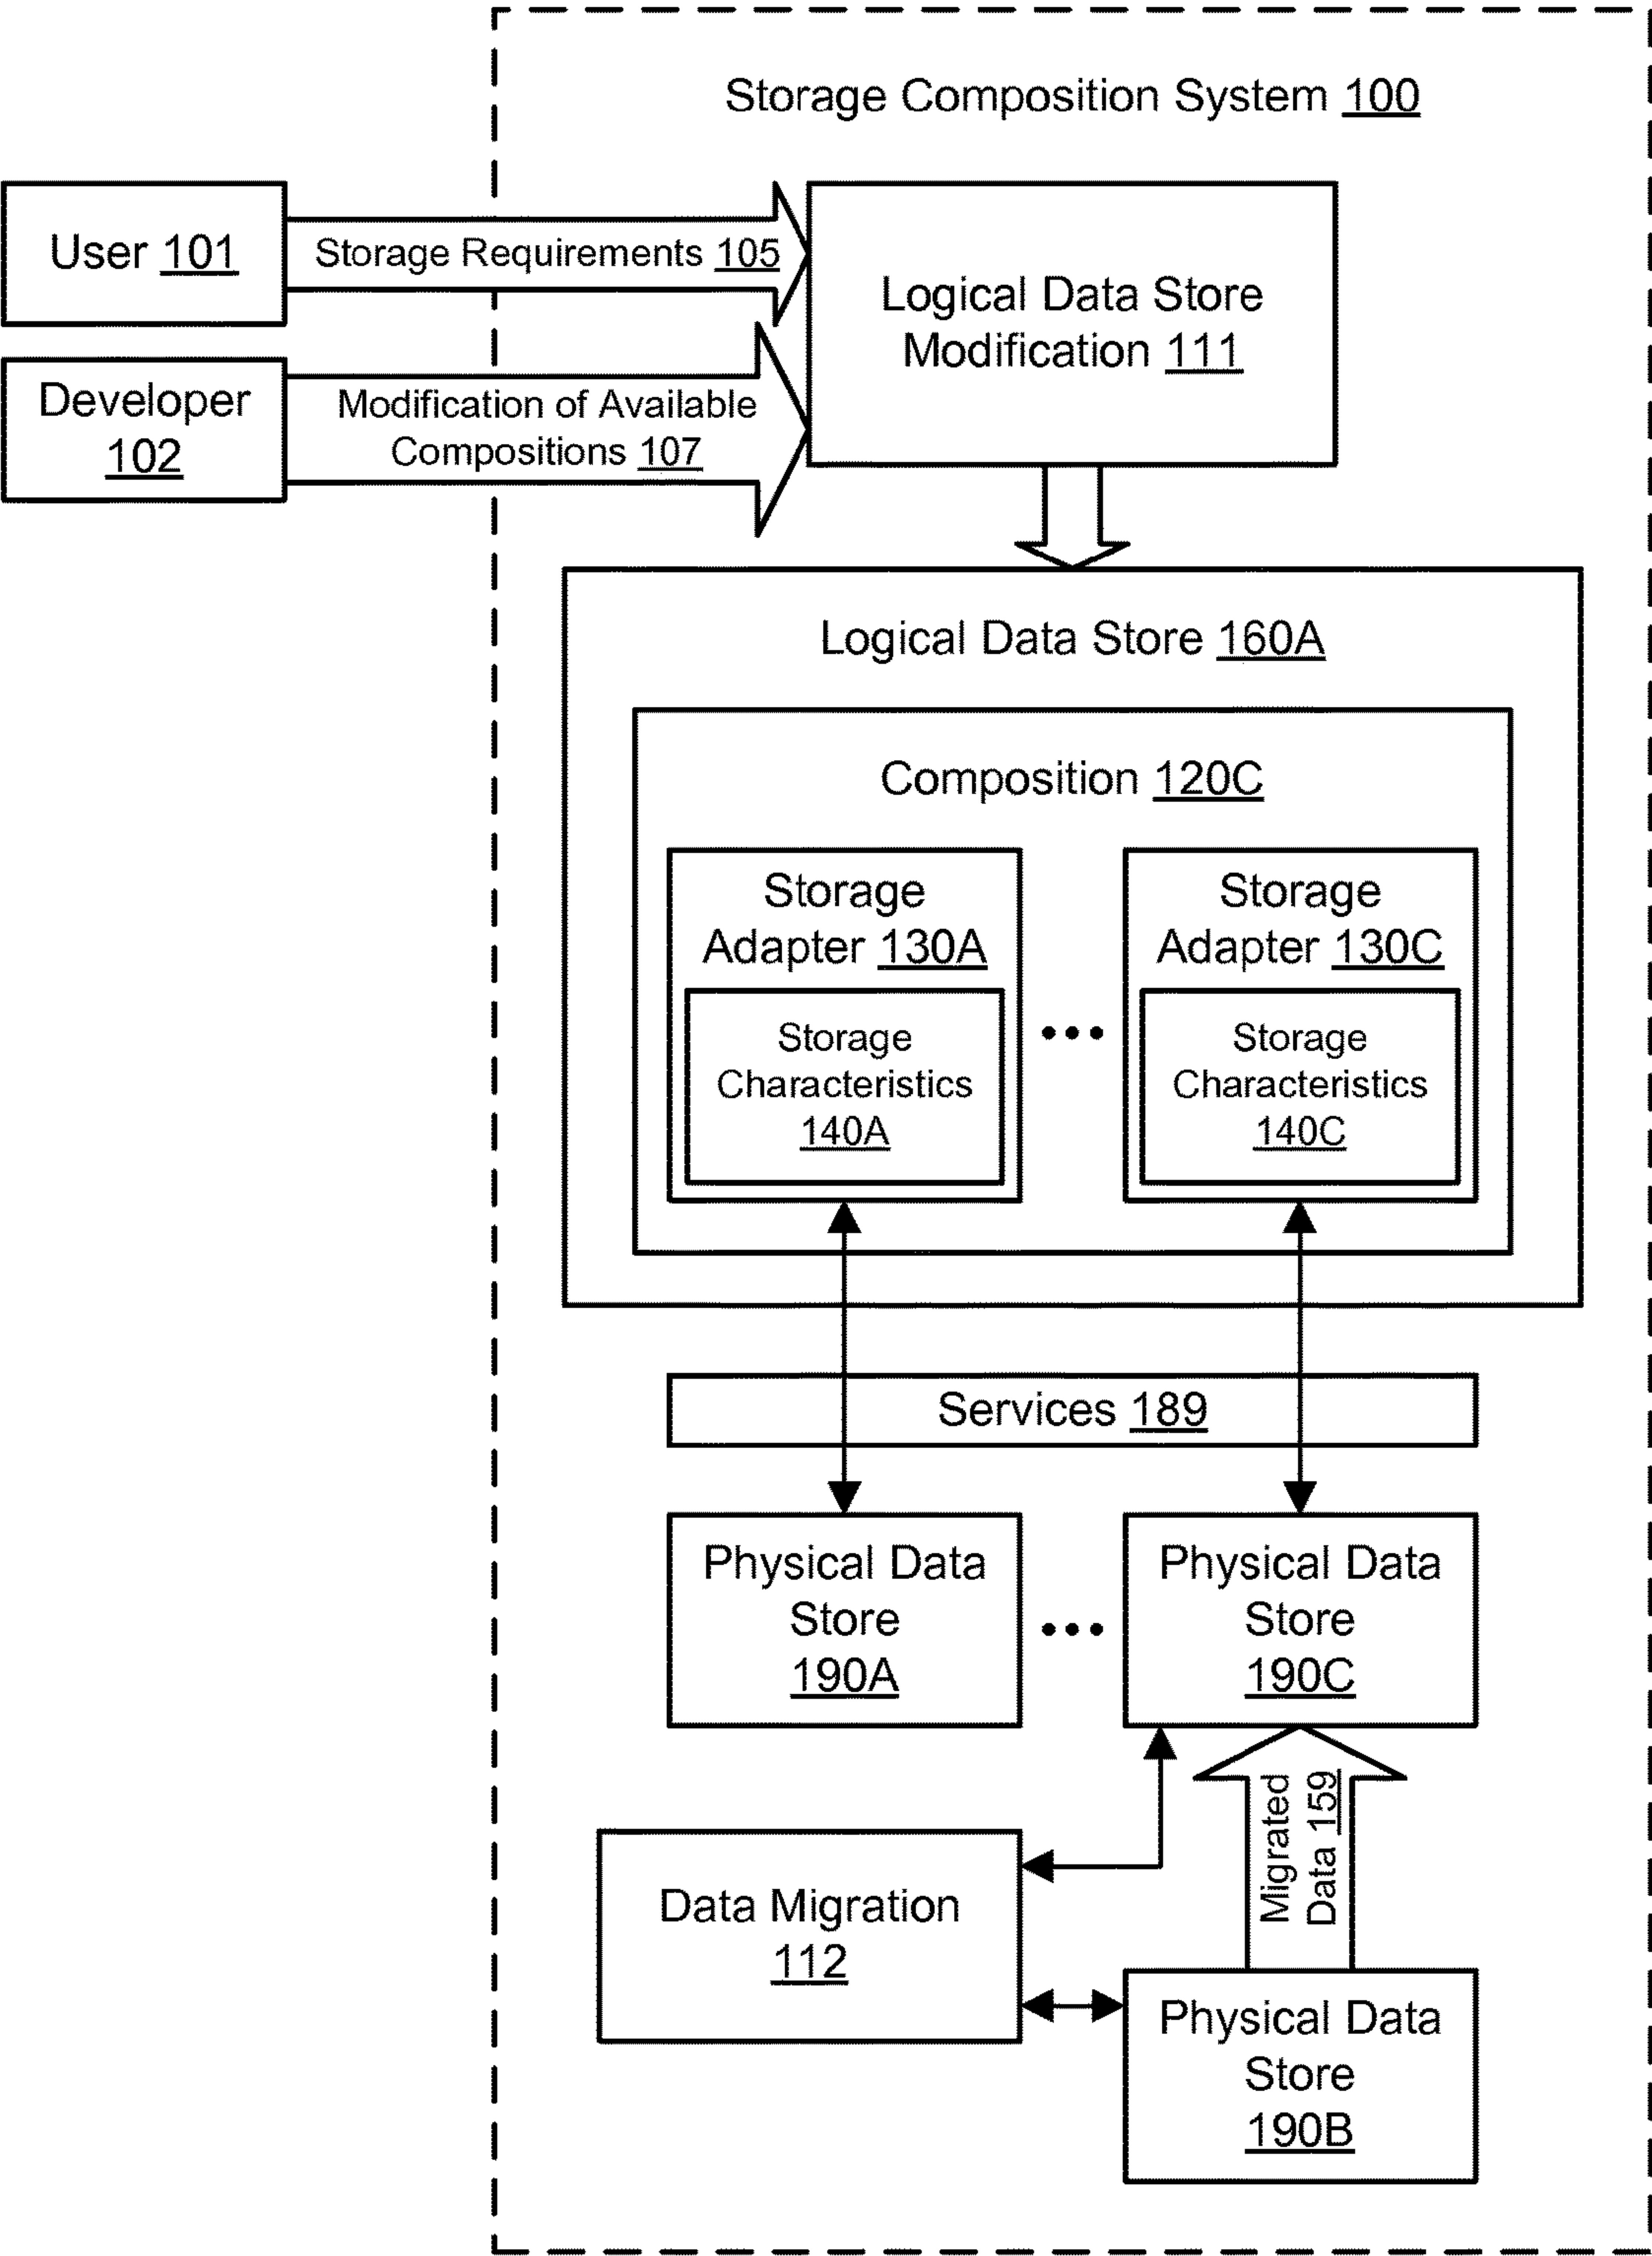 Storage Composition System 100
User 101
Storage Requirements 105
Logical Data Store
Modification 111
Developer
102
Modification of Available
Compositions 107
Logical Data Store 160A
Composition 120C
Storage
Adapter 130A
Storage
Characteristics
140A
Storage
Adapter 130C
Storage
Characteristics
140C
Services 189
Physical Data
Store
190A
Physical Data
Store
190C
Migrated
Data 159
Data Migration
112
Physical Data
Store
190B